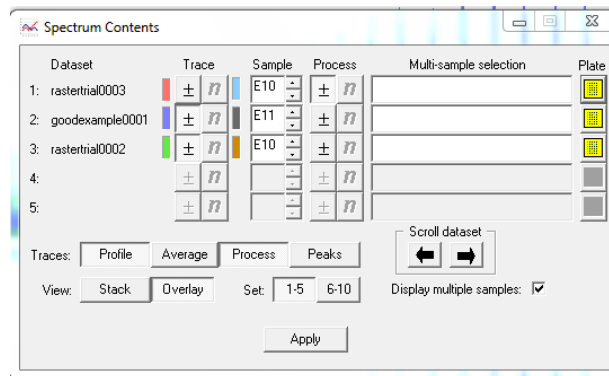 Spectrum Contents
Dataset Trace Sample Process Multi-sample selection Plate
1: rastertrial0003 ± n E10 ± n
2: goodexample0001 ± n E11 ± n
3: rastertrial0002 ± n E10 ± n
4: ± n ± n
5: ± n ± n
Scroll dataset
Traces: Profile Average Process Peaks
View: Stack Overlay Set: 1-5 6-10 Display multiple samples:
Apply